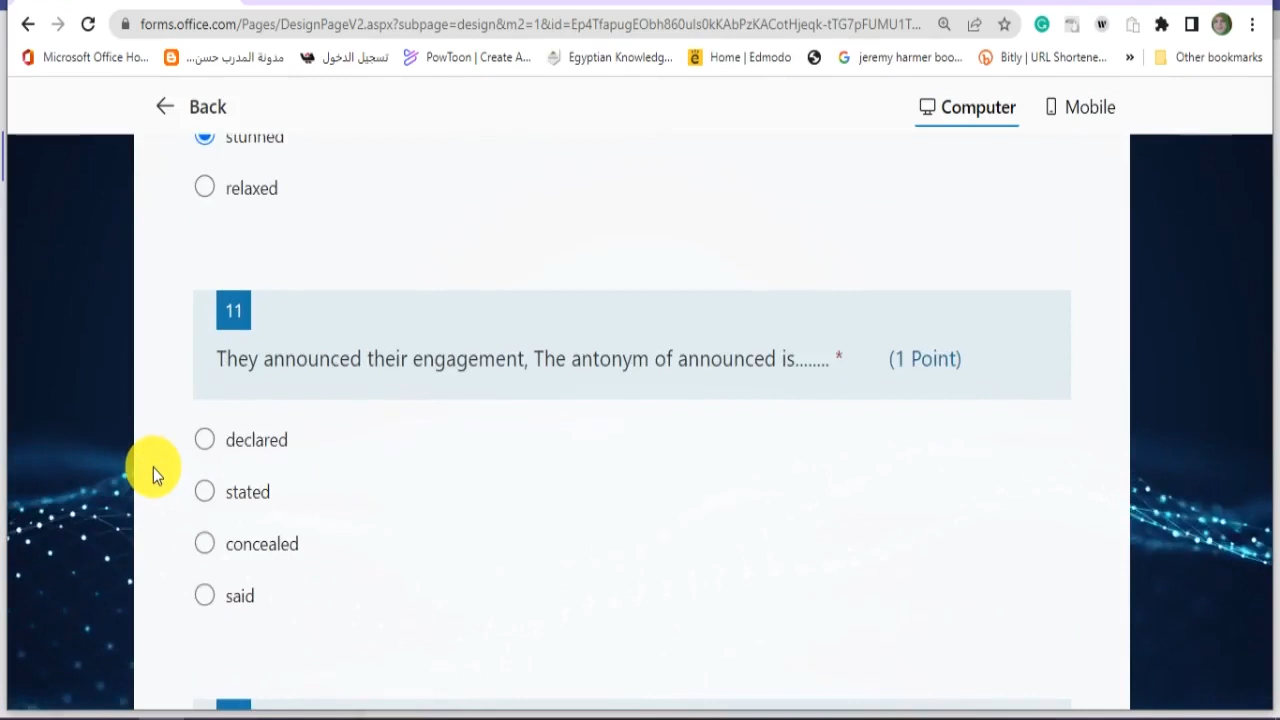 forms.office.com/Pages/DesignPageV2.aspx?subpage=design&m2=1&id=Ep4TfapugEObh860uls0kKAPzKACotHjeqk-tTG7pFUMU1T...
Microsoft Office Ho... مدونة المدرب حسن... تسجيل الدخول PowToon | Create A... Egyptian Knowledg... Home | Edmodo jeremy harmer boo... Bitly | URL Shortene... » Other bookmarks
Back Computer Mobile
stunned
relaxed
11
They announced their engagement, The antonym of announced is........ * (1 Point)
declared
stated
concealed
said